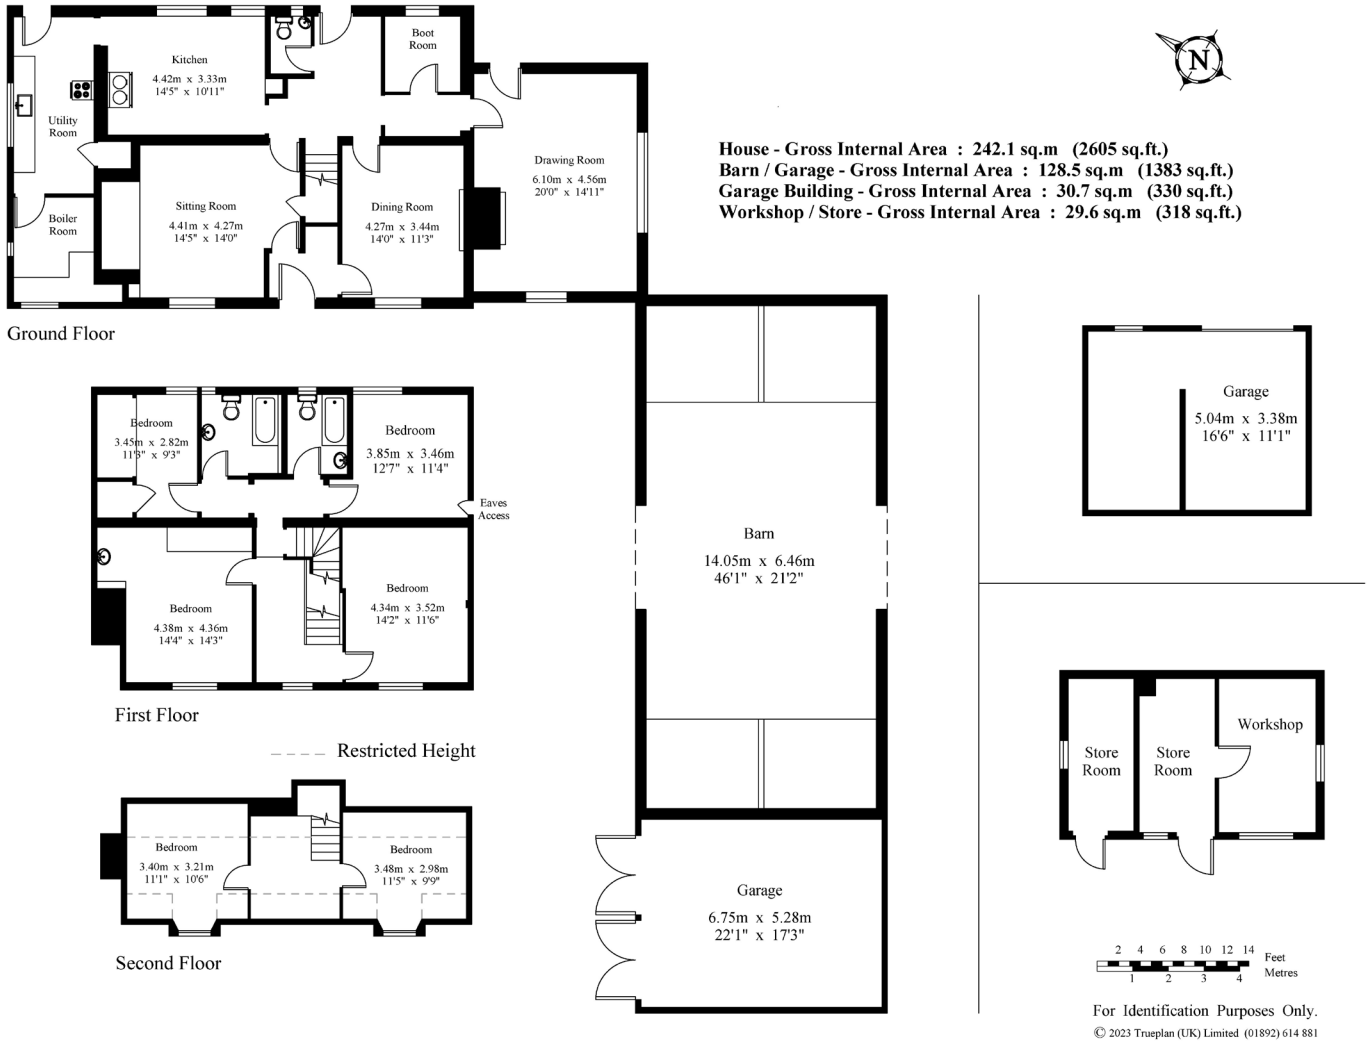 Kitchen
4.42m x 3.33m
14'5" x 10'11"
Boot
Room
Utility
Room
Drawing Room
6.10m x 4.56m
20'0" x 14'11"
Sitting Room
4.41m x 4.27m
14'5" x 14'0"
Dining Room
4.27m x 3.44m
14'0" x 11'3"
Boiler
Room
Ground Floor
N
House - Gross Internal Area : 242.1 sq.m (2605 sq.ft.)
Barn / Garage - Gross Internal Area : 128.5 sq.m (1383 sq.ft.)
Garage Building - Gross Internal Area : 30.7 sq.m (330 sq.ft.)
Workshop / Store - Gross Internal Area : 29.6 sq.m (318 sq.ft.)
Bedroom
3.45m x 2.82m
11'3" x 9'3"
Bedroom
3.85m x 3.46m
12'7" x 11'4"
Eaves
Access
Bedroom
4.38m x 4.36m
14'4" x 14'3"
Bedroom
4.34m x 3.52m
14'2" x 11'6"
First Floor
Restricted Height
Bedroom
3.40m x 3.21m
11'1" x 10'6"
Bedroom
3.48m x 2.98m
11'5" x 9'9"
Second Floor
Barn
14.05m x 6.46m
46'1" x 21'2"
Garage
6.75m x 5.28m
22'1" x 17'3"
Garage
5.04m x 3.38m
16'6" x 11'1"
Store
Room
Store
Room
Workshop
2 4 6 8 10 12 14
Feet
Metres
1 2 3 4
For Identification Purposes Only.
© 2023 Trueplan (UK) Limited (01892) 614 881